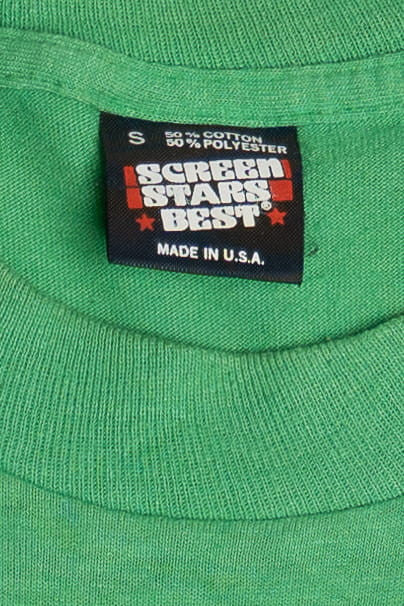 S 50% COTTON
50% POLYESTER
SCREEN
STARS
BEST®
MADE IN U.S.A.